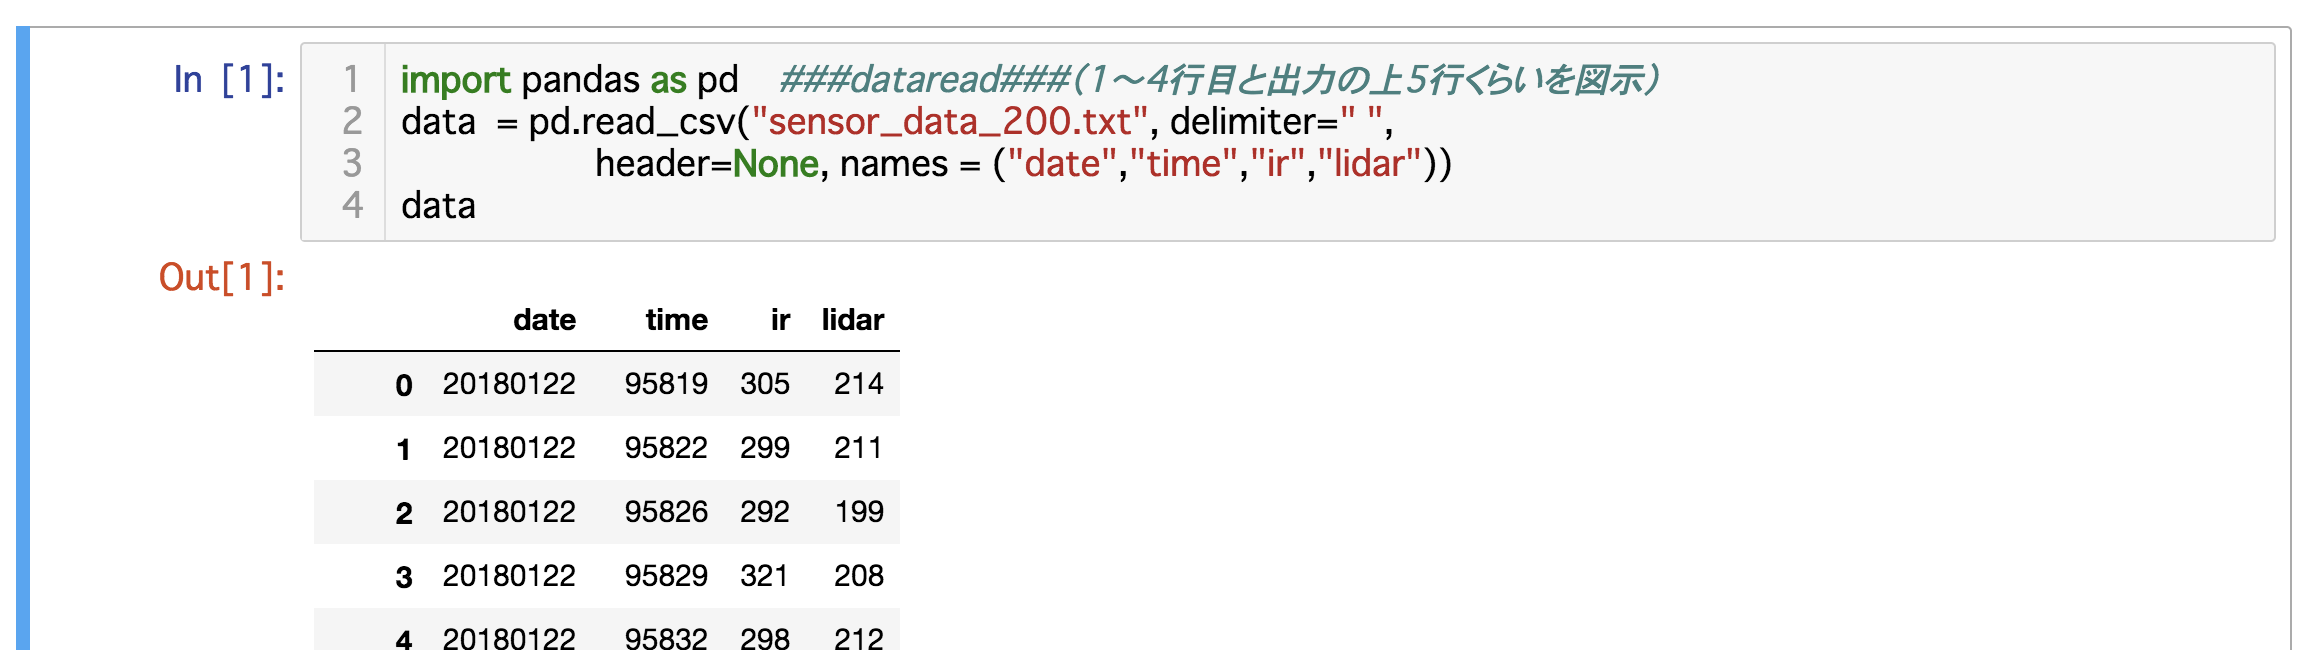 In [1]:
1 import pandas as pd ###dataread###(1〜4行目と出力の上5行くらいを図示)
2 data = pd.read_csv("sensor_data_200.txt", delimiter=" ",
3 header=None, names = ("date","time","ir","lidar"))
4 data
Out[1]:
date time ir lidar
0 20180122 95819 305 214
1 20180122 95822 299 211
2 20180122 95826 292 199
3 20180122 95829 321 208
4 20180122 95832 298 212